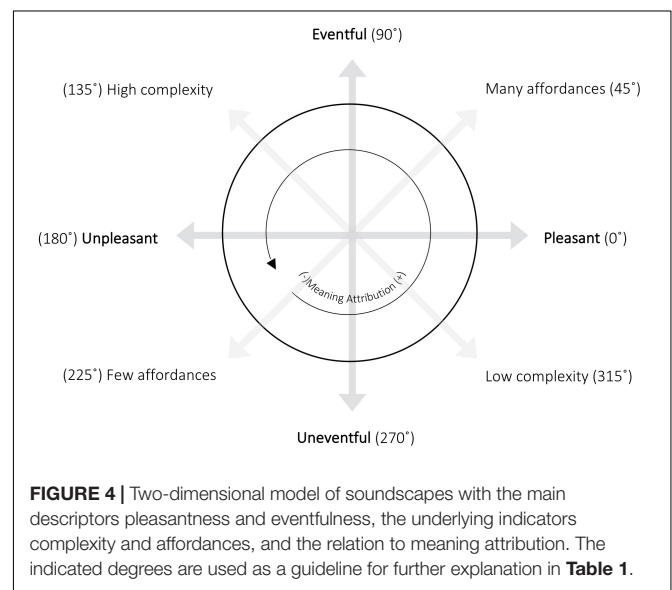 Eventful (90˚)
(135˚) High complexity
Many affordances (45˚)
(180˚) Unpleasant
Pleasant (0˚)
(-)Meaning Attribution (+)
(225˚) Few affordances
Low complexity (315˚)
Uneventful (270˚)
FIGURE 4 | Two-dimensional model of soundscapes with the main
descriptors pleasantness and eventfulness, the underlying indicators
complexity and affordances, and the relation to meaning attribution. The
indicated degrees are used as a guideline for further explanation in Table 1.